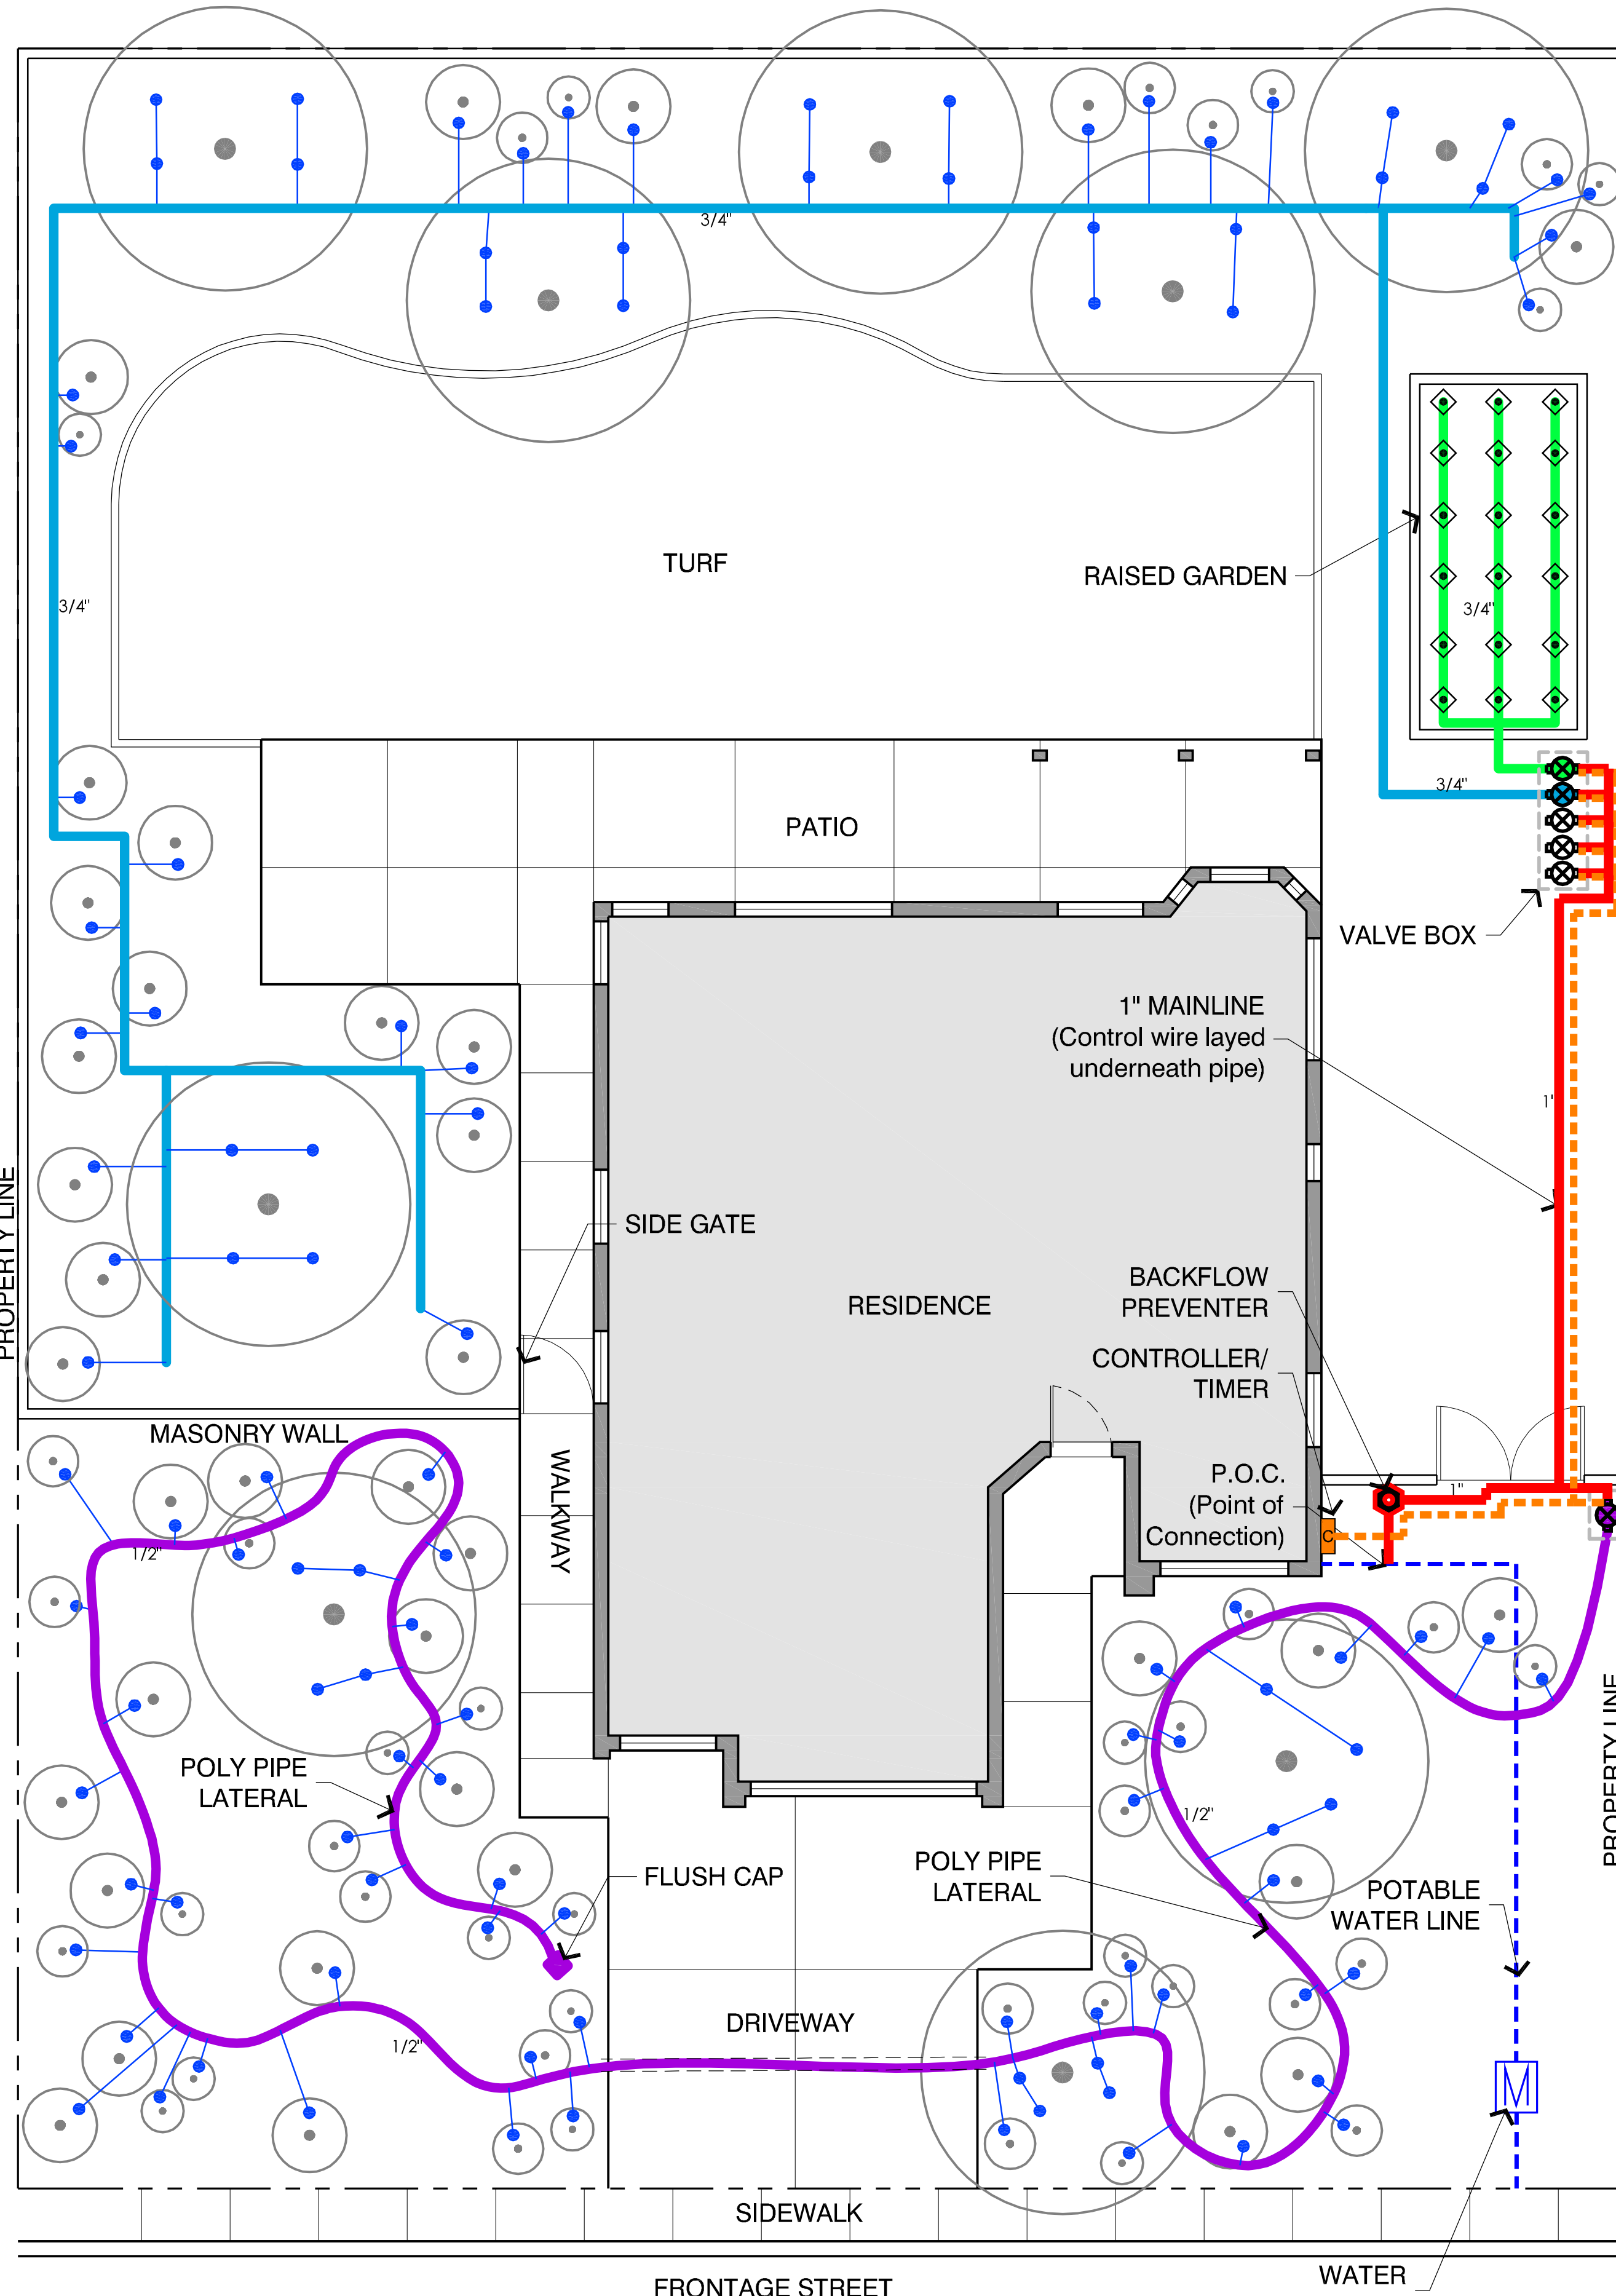 3/4"
3/4"
TURF
RAISED GARDEN
3/4"
3/4"
PATIO
VALVE BOX
1" MAINLINE
(Control wire layed
underneath pipe)
1"
PROPERTY LINE
SIDE GATE
BACKFLOW
PREVENTER
RESIDENCE
CONTROLLER/
TIMER
MASONRY WALL
WALKWAY
P.O.C.
(Point of
Connection)
1"
C
1/2"
PROPERTY LINE
POLY PIPE
LATERAL
1/2"
FLUSH CAP
POLY PIPE
LATERAL
POTABLE
WATER LINE
DRIVEWAY
1/2"
M
SIDEWALK
WATER
FRONTAGE STREET